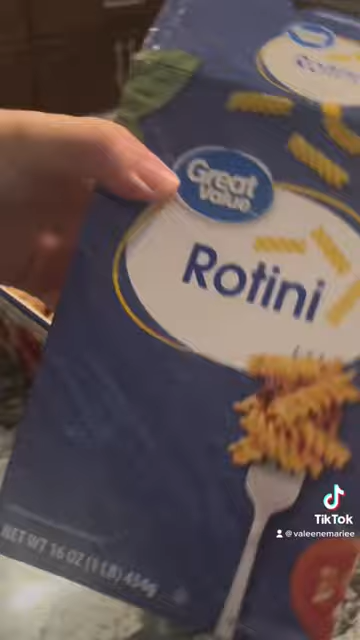 Great
Value
Rotini
NET WT 16 OZ (1 LB) 454g
TikTok
@valeenemariee